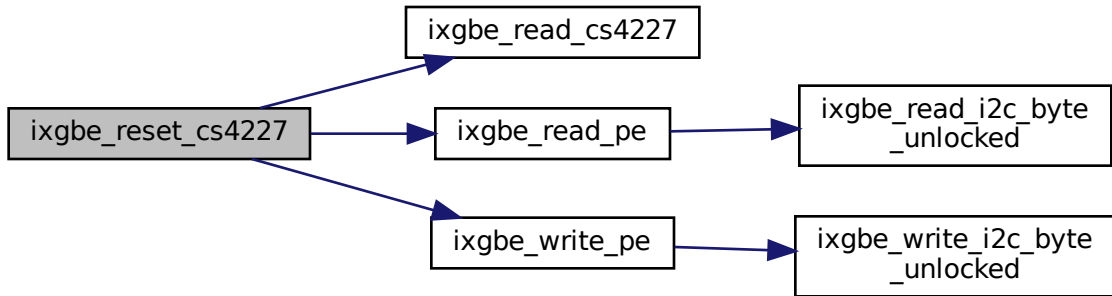 ixgbe_read_cs4227
ixgbe_reset_cs4227
ixgbe_read_pe
ixgbe_read_i2c_byte
_unlocked
ixgbe_write_pe
ixgbe_write_i2c_byte
_unlocked